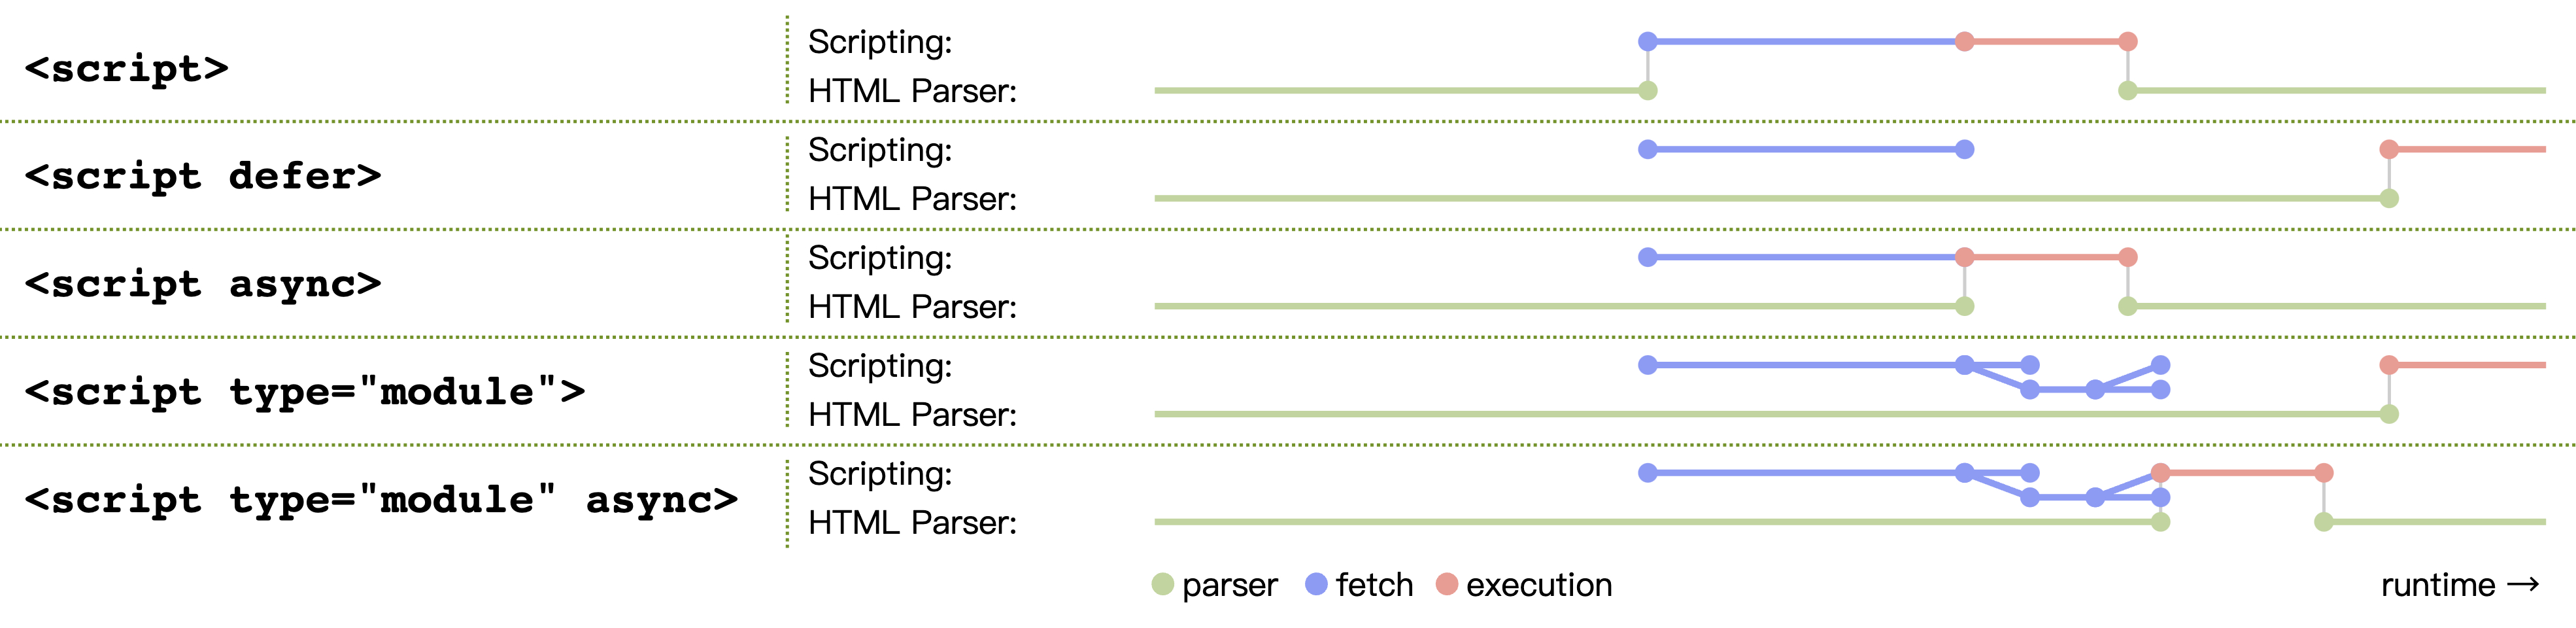 <script>
Scripting:
HTML Parser:
<script defer>
Scripting:
HTML Parser:
<script async>
Scripting:
HTML Parser:
<script type="module">
Scripting:
HTML Parser:
<script type="module" async>
Scripting:
HTML Parser:
parser fetch execution runtime →